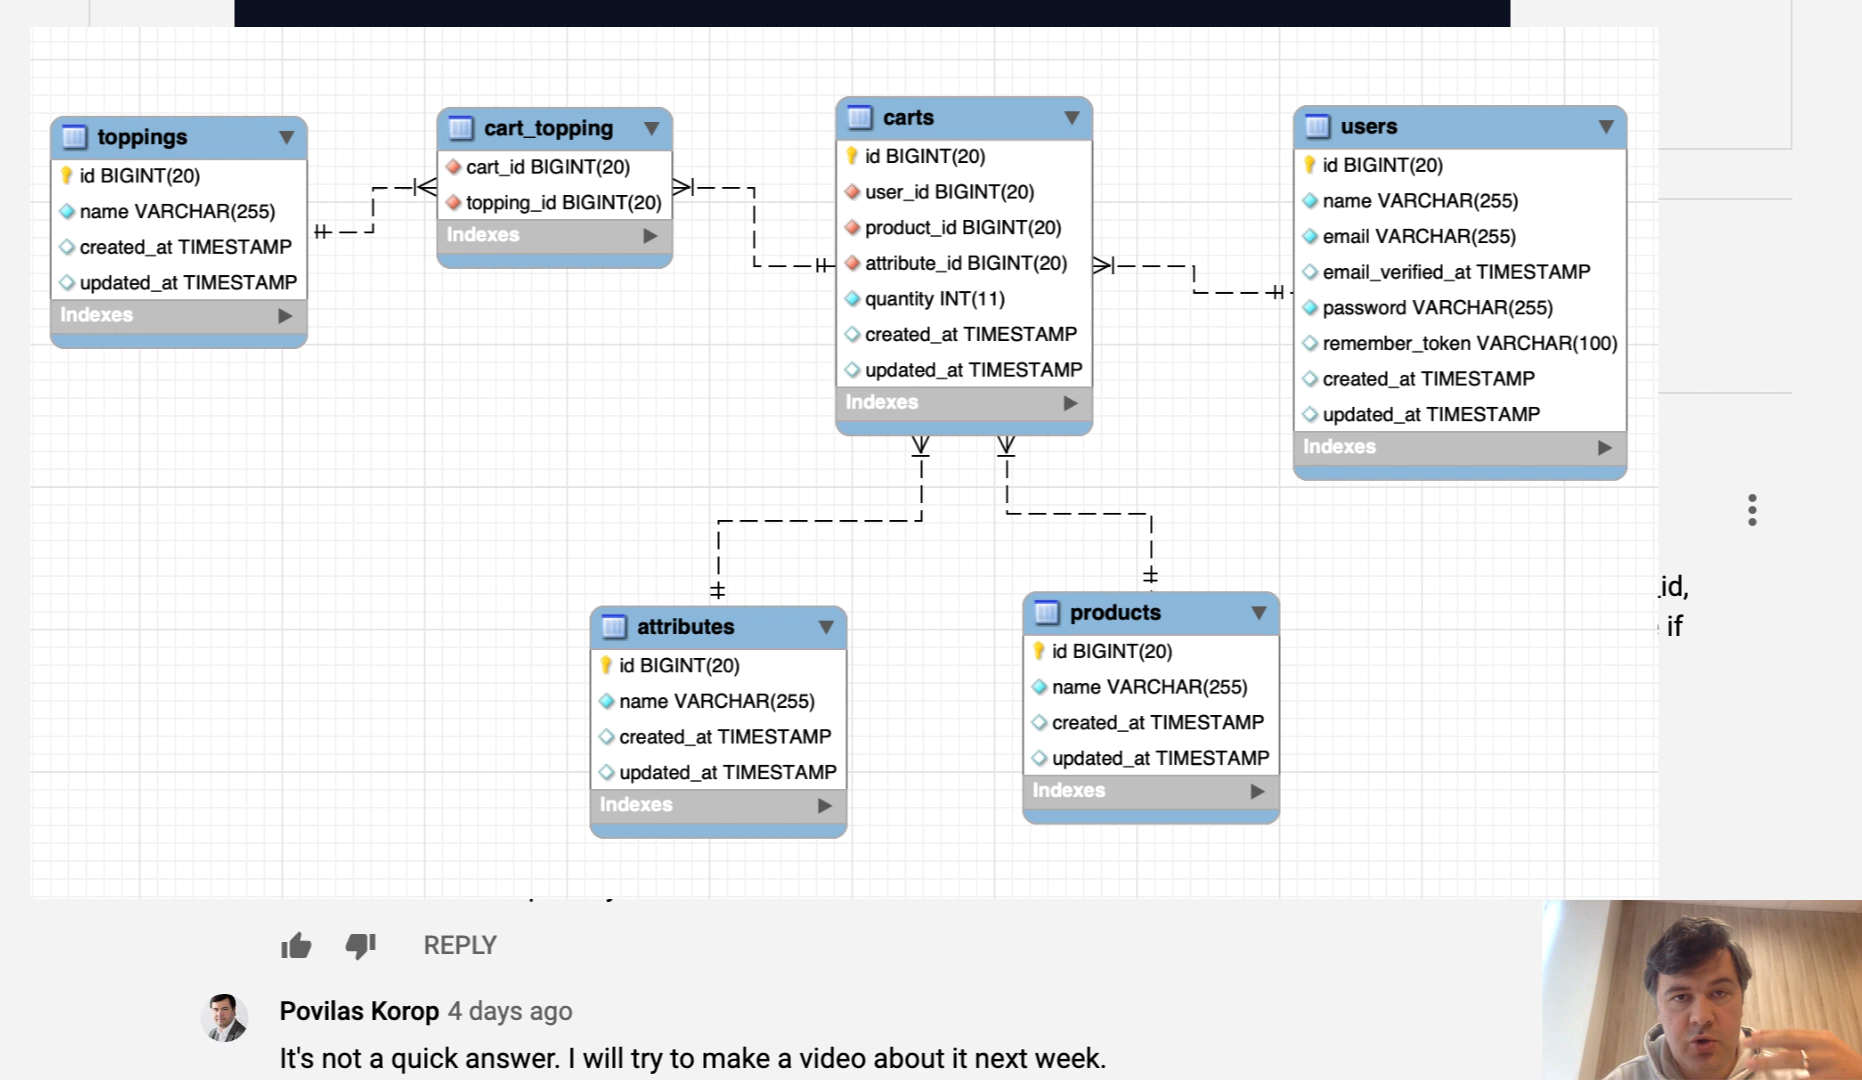 toppings
id BIGINT(20)
name VARCHAR(255)
created_at TIMESTAMP
updated_at TIMESTAMP
Indexes
cart_topping
cart_id BIGINT(20)
topping_id BIGINT(20)
Indexes
carts
id BIGINT(20)
user_id BIGINT(20)
product_id BIGINT(20)
attribute_id BIGINT(20)
quantity INT(11)
created_at TIMESTAMP
updated_at TIMESTAMP
Indexes
users
id BIGINT(20)
name VARCHAR(255)
email VARCHAR(255)
email_verified_at TIMESTAMP
password VARCHAR(255)
remember_token VARCHAR(100)
created_at TIMESTAMP
updated_at TIMESTAMP
Indexes
attributes
id BIGINT(20)
name VARCHAR(255)
created_at TIMESTAMP
updated_at TIMESTAMP
Indexes
products
id BIGINT(20)
name VARCHAR(255)
created_at TIMESTAMP
updated_at TIMESTAMP
Indexes
_id,
if
REPLY
Povilas Korop 4 days ago
It's not a quick answer. I will try to make a video about it next week.